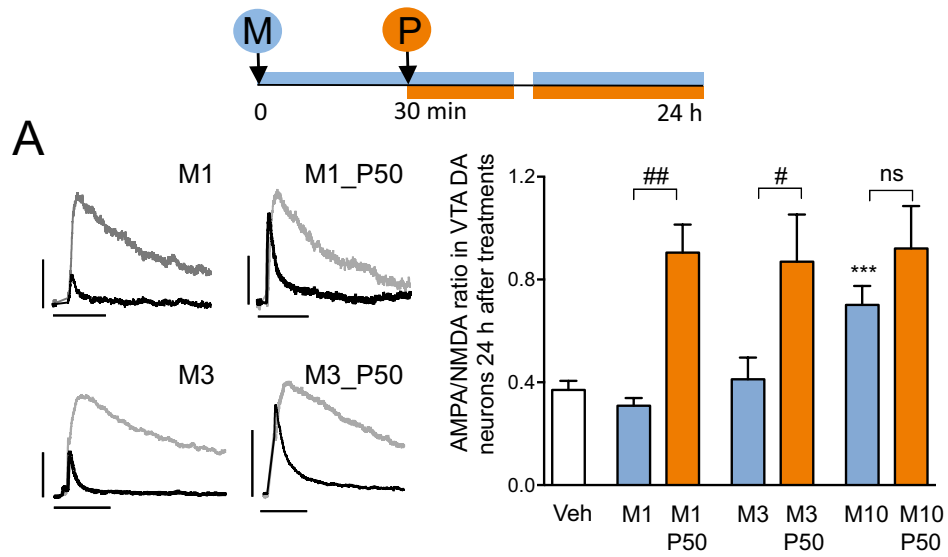 M
P
0
30 min
24 h
A
M1
M1_P50
M3
M3_P50
AMPA/NMDA ratio in VTA DA
neurons 24 h after treatments
1.2
0.8
0.4
0.0
##
#
ns
***
Veh
M1
M1
P50
M3
M3
P50
M10
M10
P50